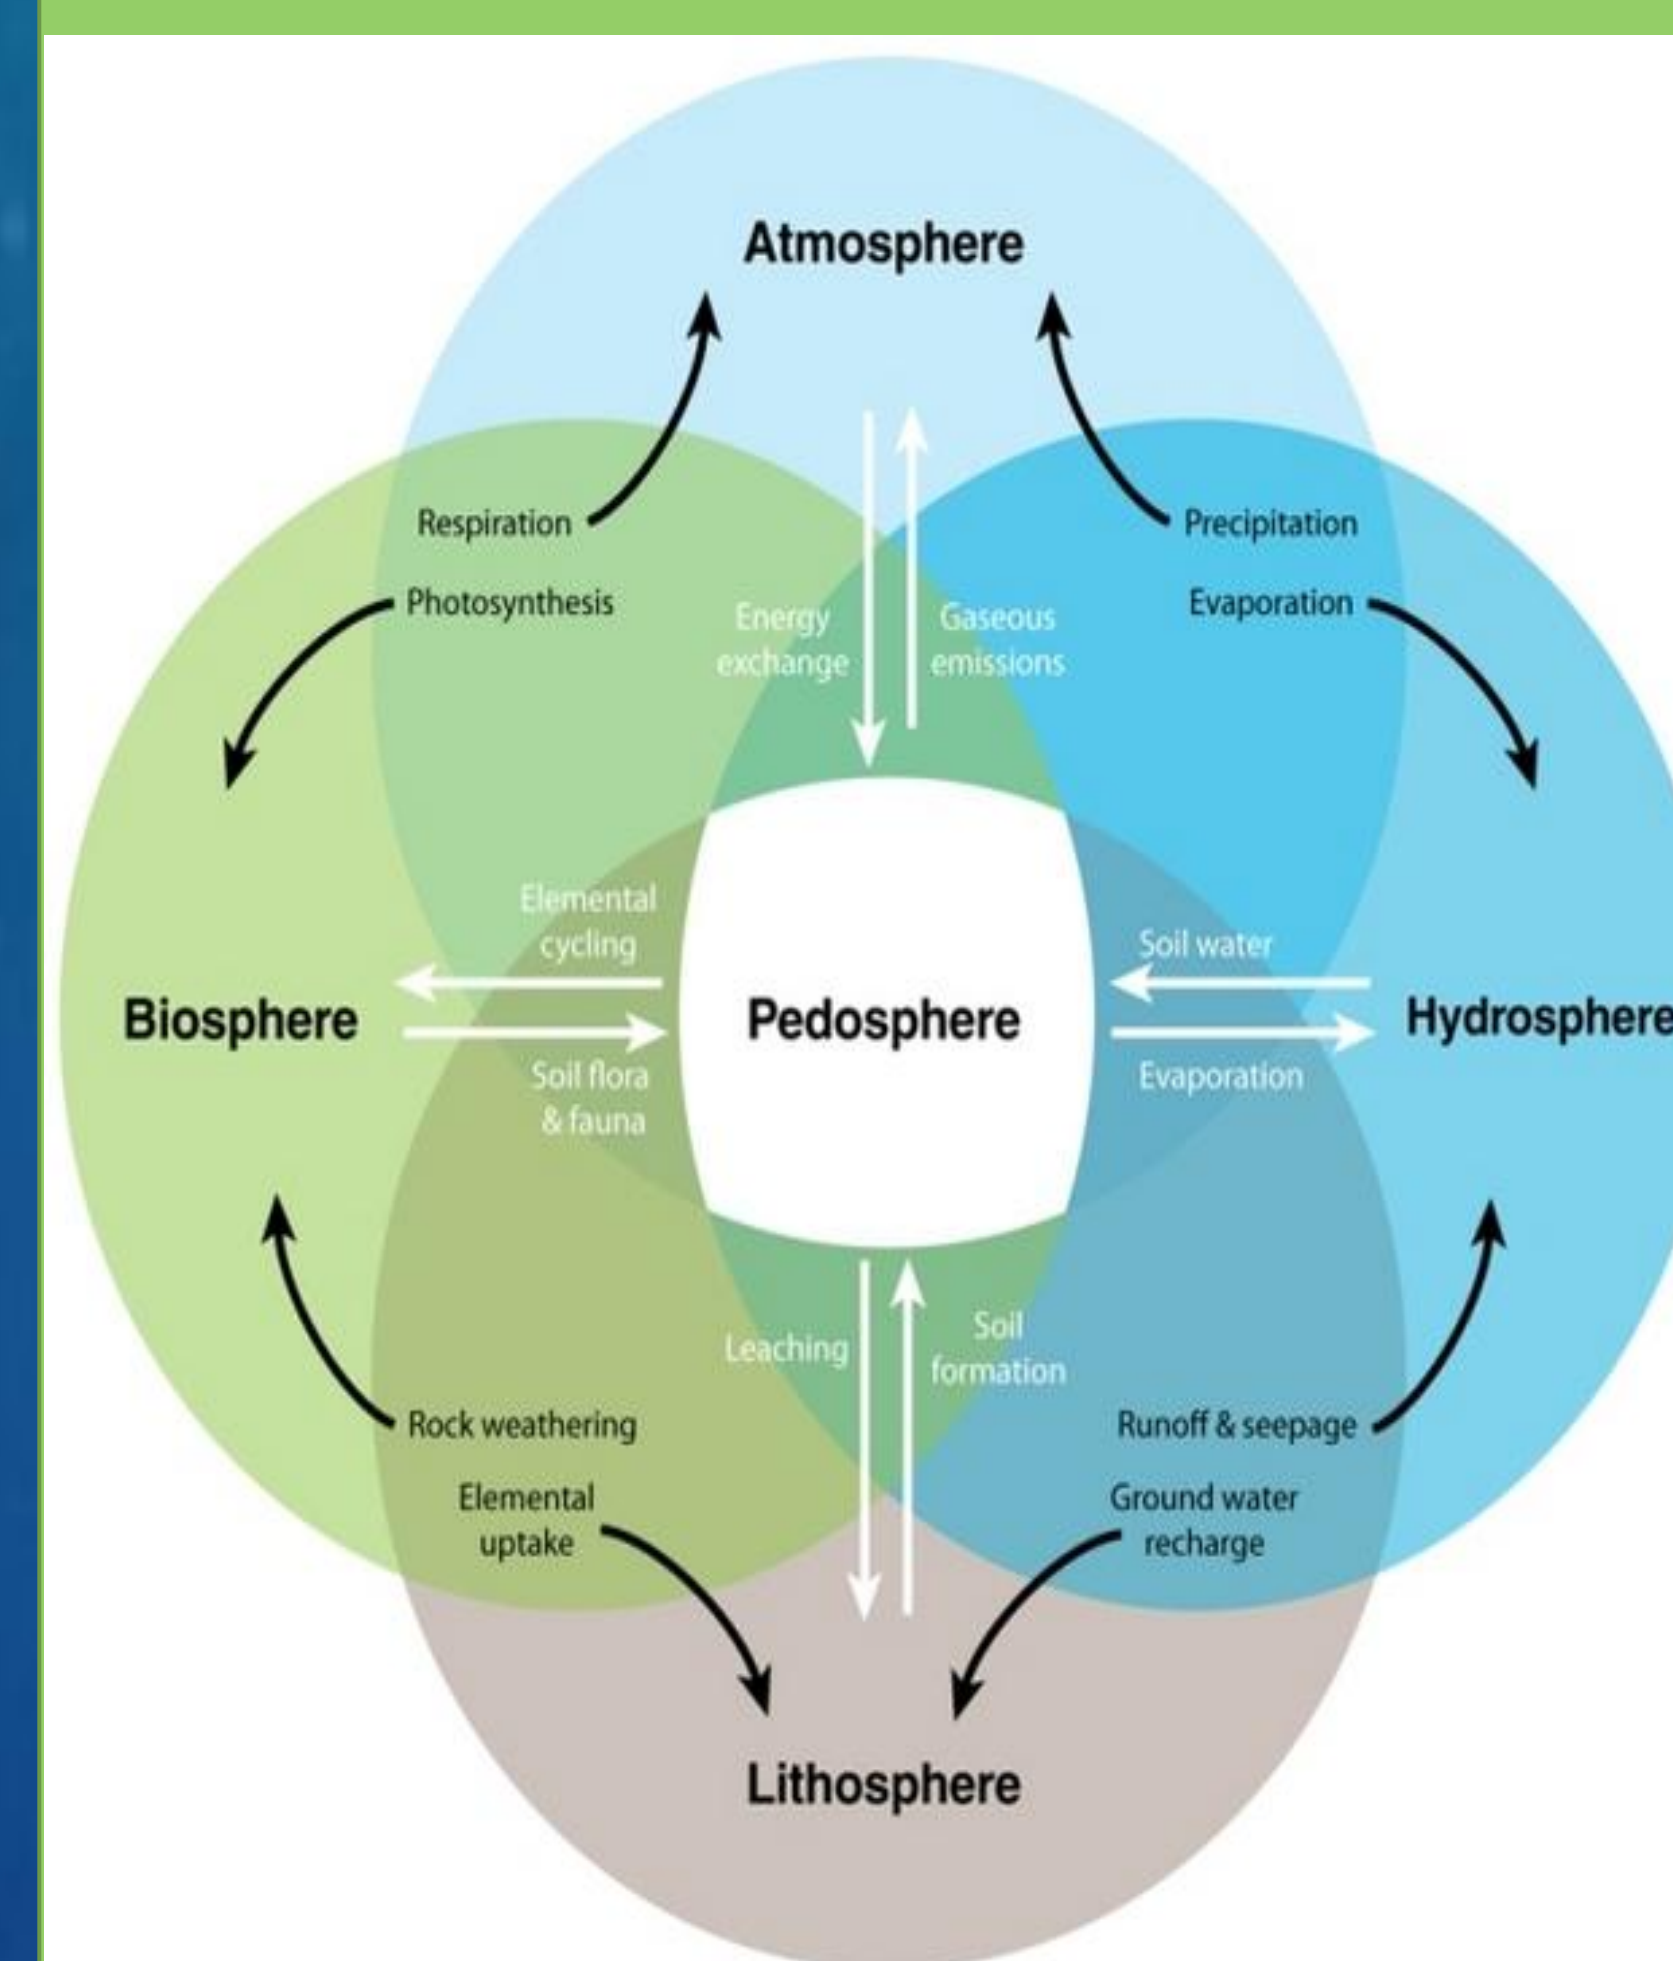 Atmosphere
Respiration
Precipitation
Photosynthesis
Evaporation
Energy
exchange
Gaseous
emissions
Elemental
cycling
Soil water
Biosphere
Pedosphere
Hydrosphere
Soil flora
& fauna
Evaporation
Leaching
Soil
formation
Rock weathering
Runoff & seepage
Elemental
uptake
Ground water
recharge
Lithosphere